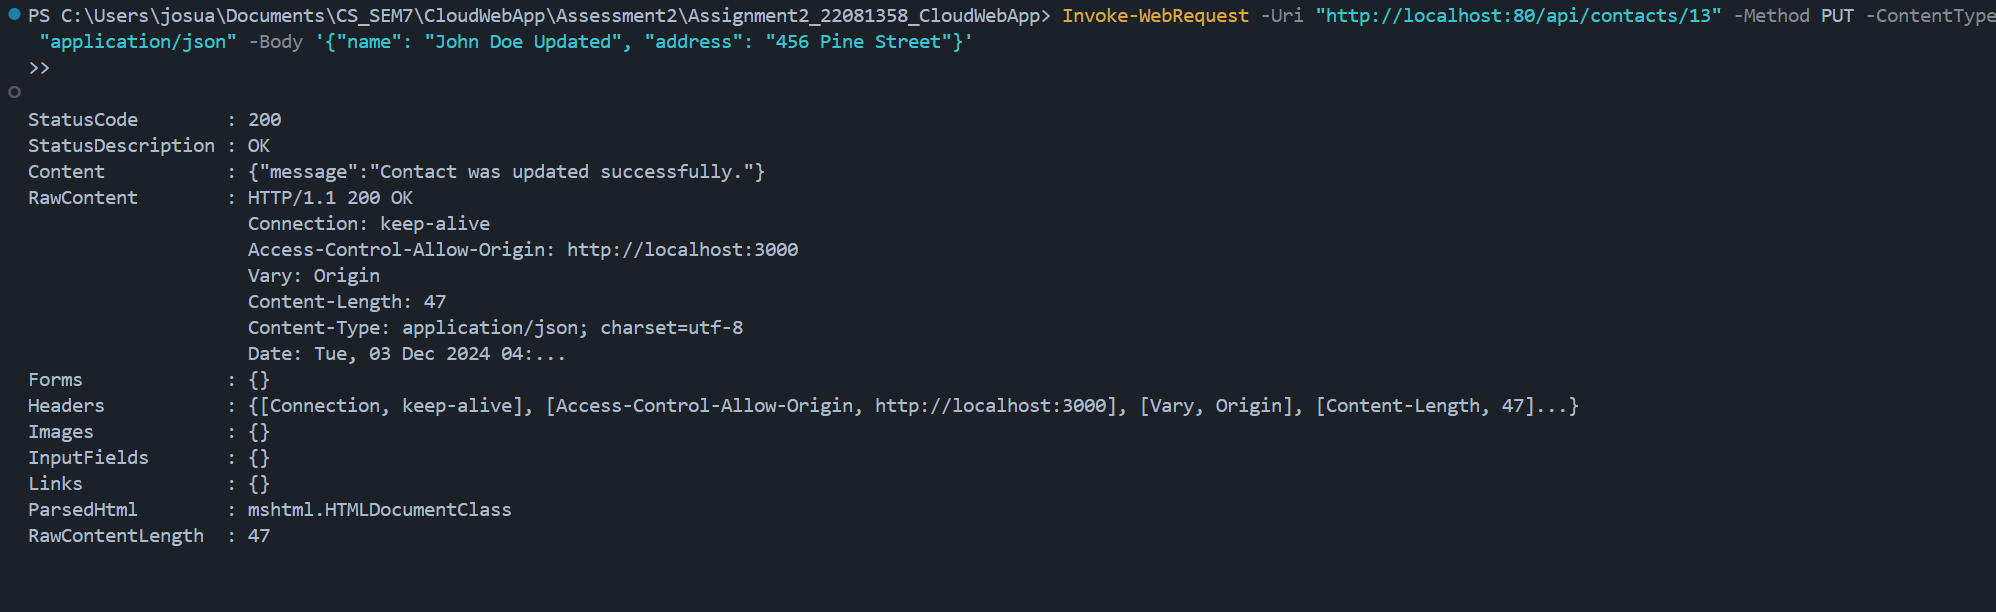 PS C:\Users\josua\Documents\CS_SEM7\CloudWebApp\Assessment2\Assignment2_22081358_CloudWebApp> Invoke-WebRequest -Uri "http://localhost:80/api/contacts/13" -Method PUT -ContentType
"application/json" -Body '{"name": "John Doe Updated", "address": "456 Pine Street"}'
>>
StatusCode        : 200
StatusDescription : OK
Content           : {"message":"Contact was updated successfully."}
RawContent        : HTTP/1.1 200 OK
                    Connection: keep-alive
                    Access-Control-Allow-Origin: http://localhost:3000
                    Vary: Origin
                    Content-Length: 47
                    Content-Type: application/json; charset=utf-8
                    Date: Tue, 03 Dec 2024 04:...
Forms             : {}
Headers           : {[Connection, keep-alive], [Access-Control-Allow-Origin, http://localhost:3000], [Vary, Origin], [Content-Length, 47]...}
Images            : {}
InputFields       : {}
Links             : {}
ParsedHtml        : mshtml.HTMLDocumentClass
RawContentLength  : 47